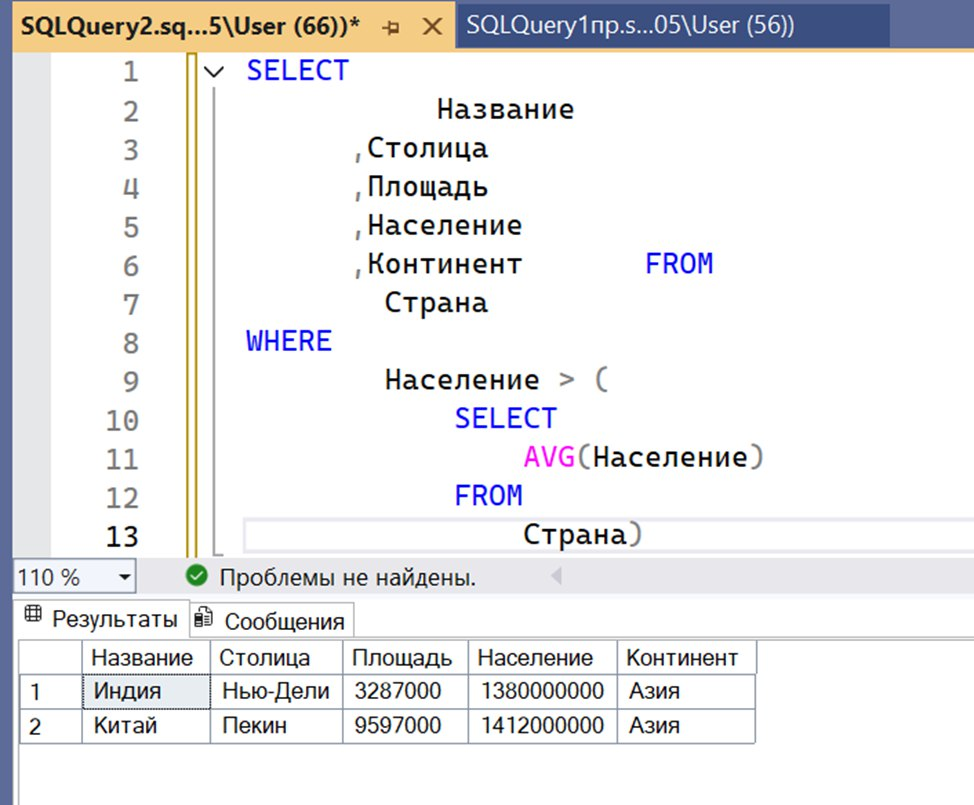 SQLQuery2.sq...5\User (66))* SQLQuery1пр.s...05\User (56))
1 SELECT
2 Название
3 ,Столица
4 ,Площадь
5 ,Население
6 ,Континент FROM
7 Страна
8 WHERE
9 Население > (
10 SELECT
11 AVG(Население)
12 FROM
13 Страна)
110 % Проблемы не найдены.
Результаты Сообщения
Название Столица Площадь Население Континент
1 Индия Нью-Дели 3287000 1380000000 Азия
2 Китай Пекин 9597000 1412000000 Азия